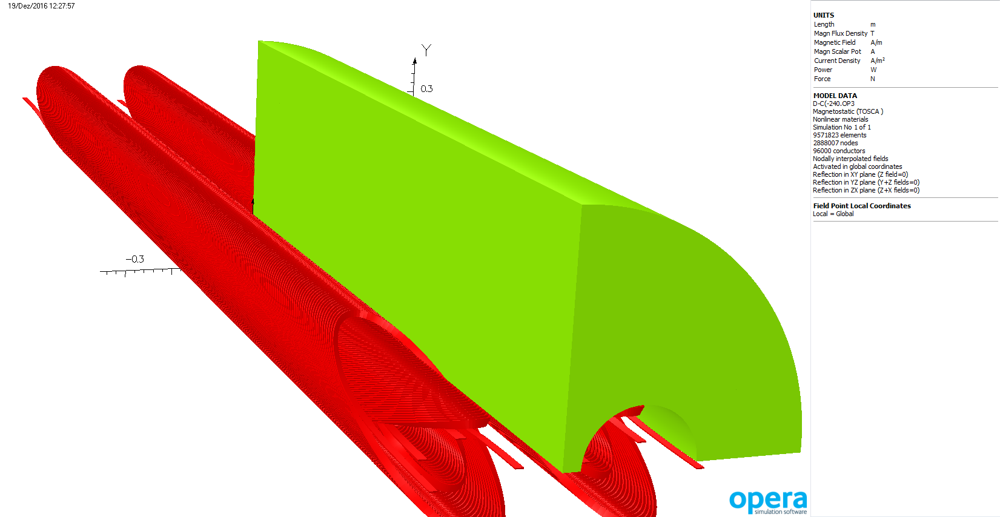 19/Dez/2016 12:27:57
Y
0.3
−0.3
UNITS
Length m
Magn Flux Density T
Magnetic Field A/m
Magn Scalar Pot A
Current Density A/m²
Power W
Force N
MODEL DATA
D-C(-240.OP3
Magnetostatic (TOSCA )
Nonlinear materials
Simulation No 1 of 1
9571823 elements
2888007 nodes
96000 conductors
Nodally interpolated fields
Activated in global coordinates
Reflection in XY plane (Z field=0)
Reflection in YZ plane (Y+Z fields=0)
Reflection in ZX plane (Z+X fields=0)
Field Point Local Coordinates
Local = Global
opera
simulation software